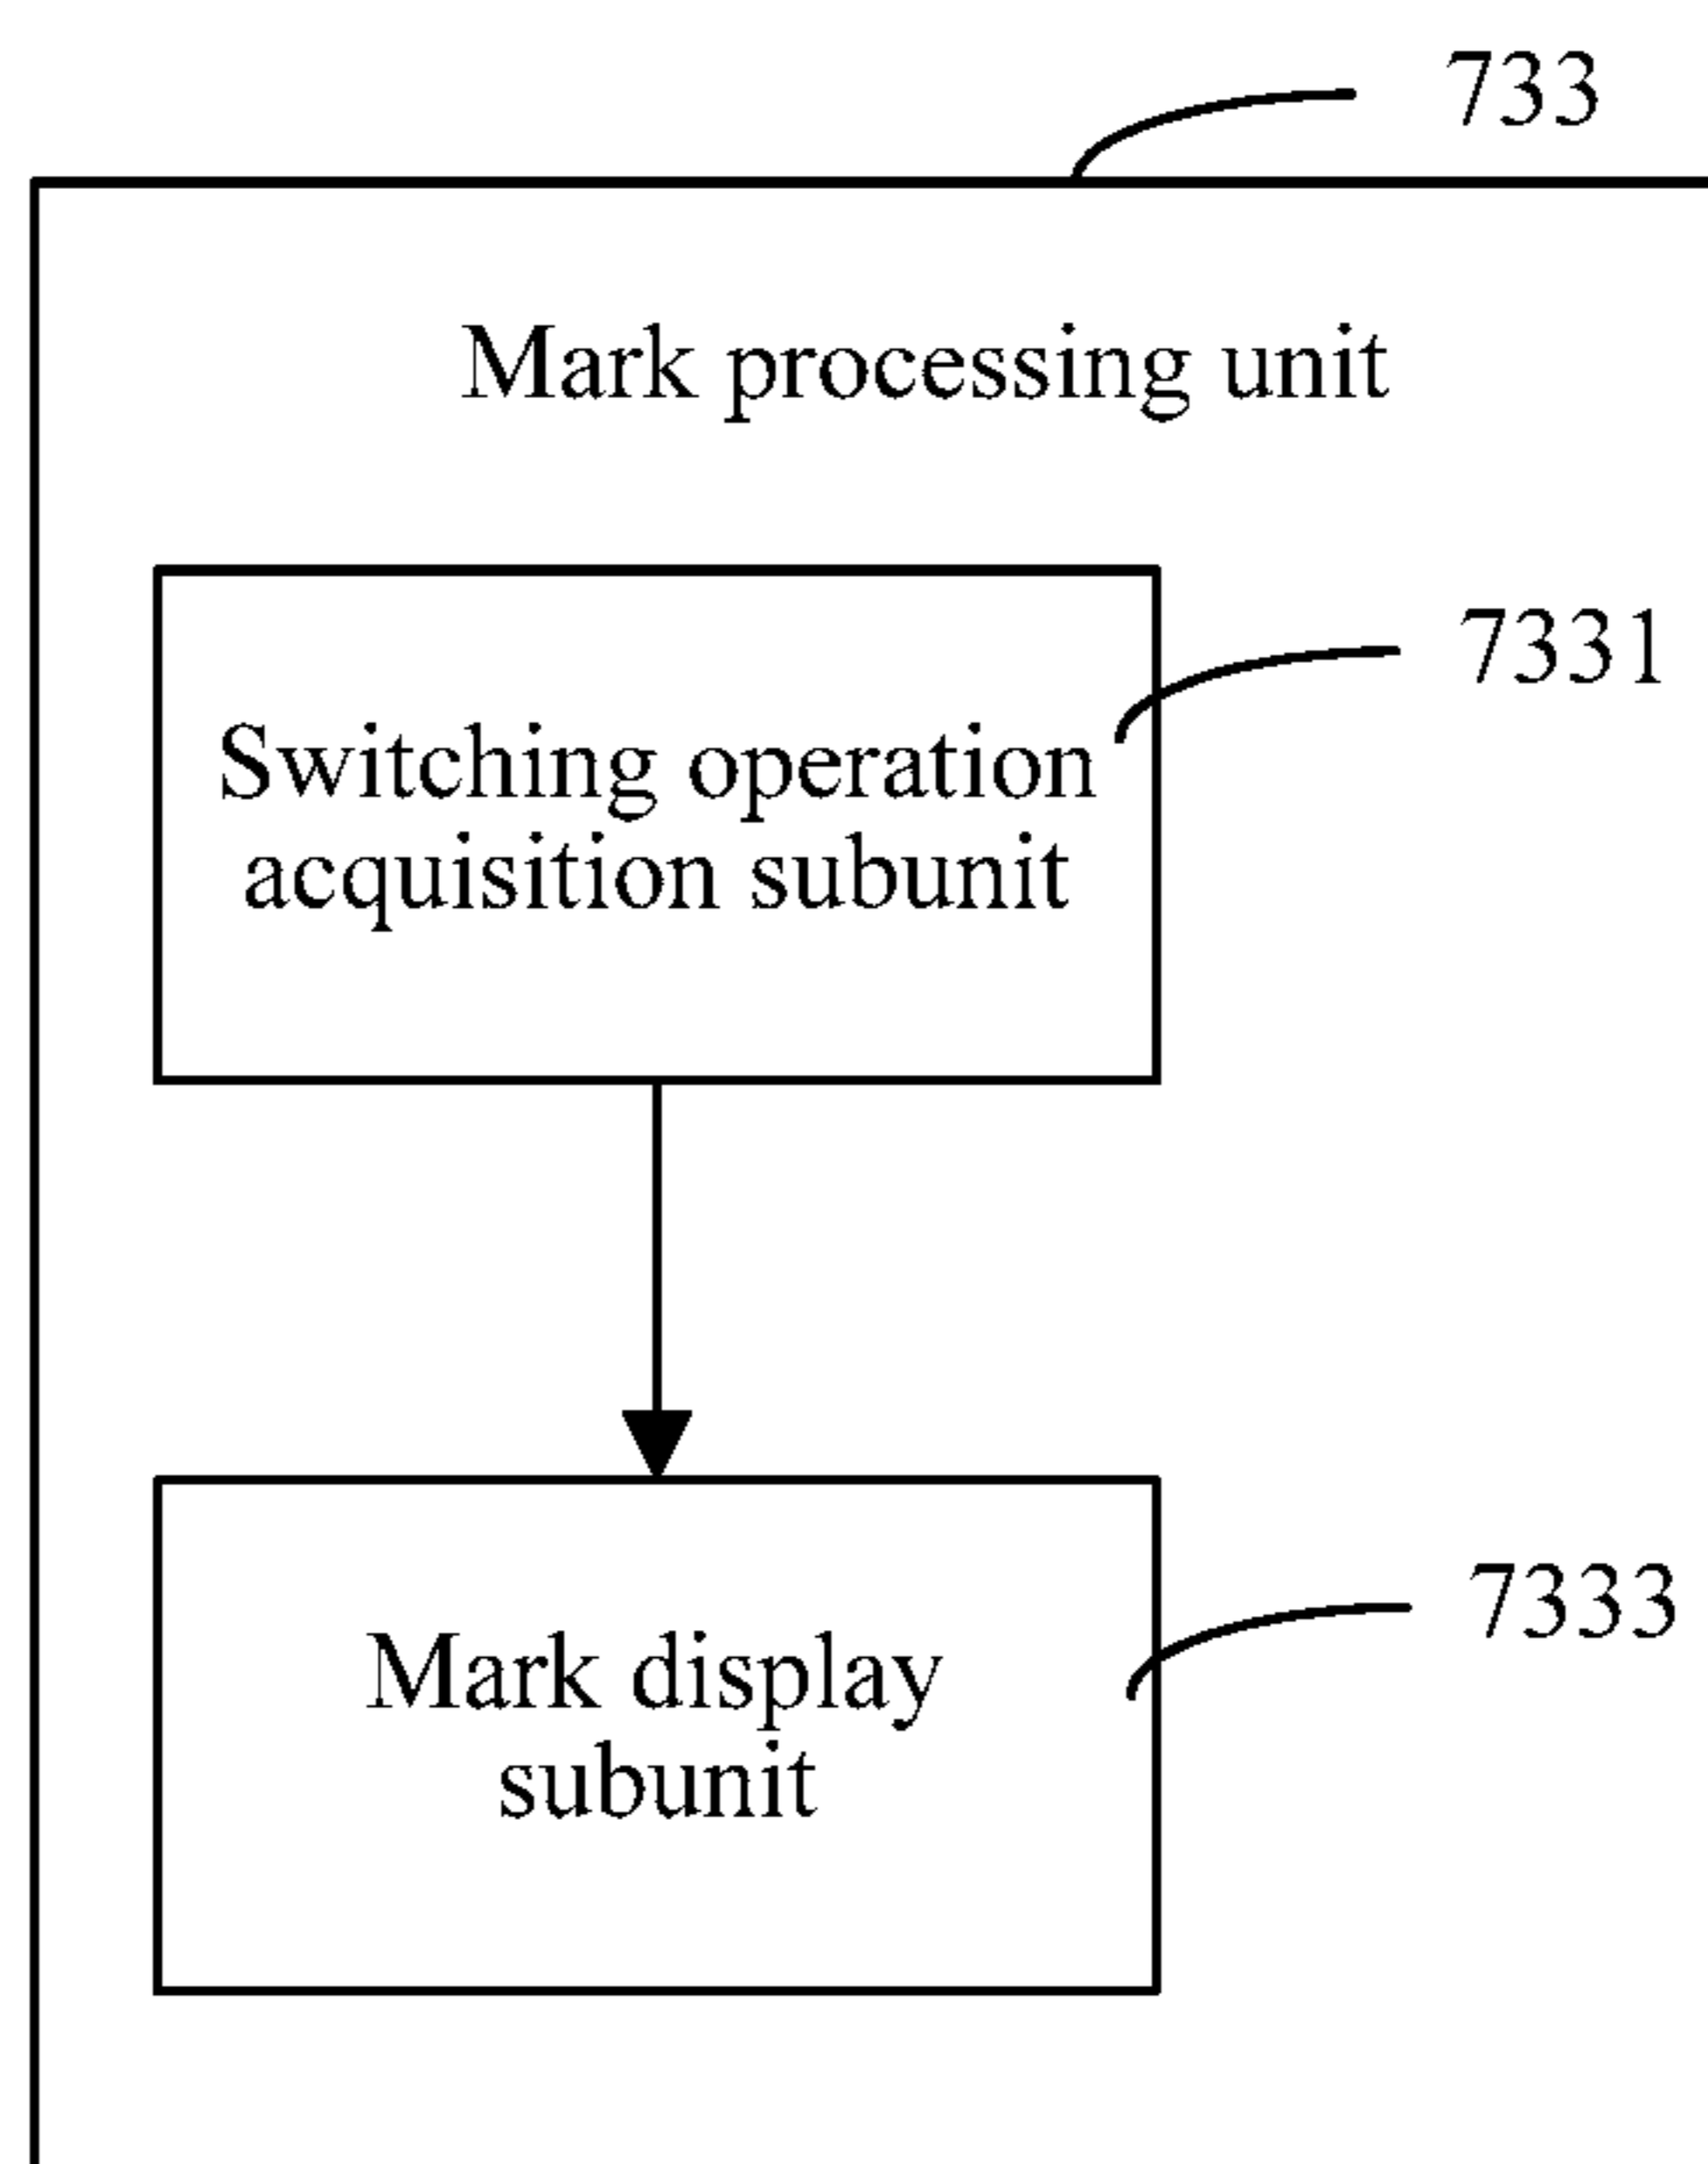 733
Mark processing unit
7331
Switching operation
acquisition subunit
7333
Mark display
subunit